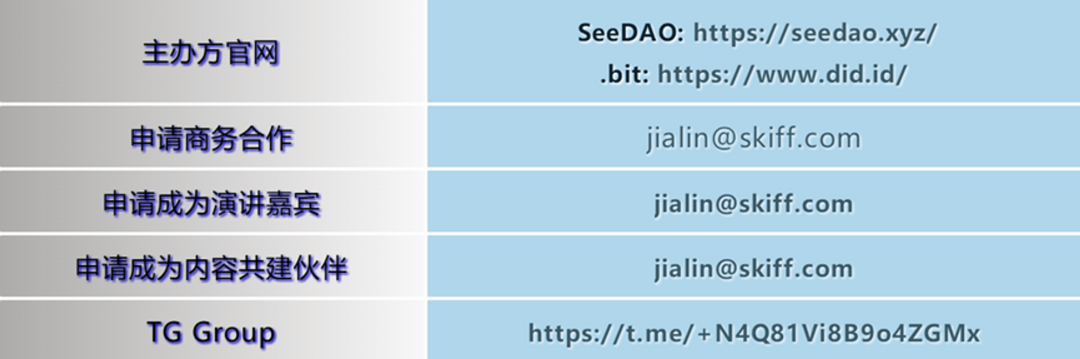 主办方官网
SeeDAO: https://seedao.xyz/
.bit: https://www.did.id/
申请商务合作
jialin@skiff.com
申请成为演讲嘉宾
jialin@skiff.com
申请成为内容共建伙伴
jialin@skiff.com
TG Group
https://t.me/+N4Q81Vi8B9o4ZGMx